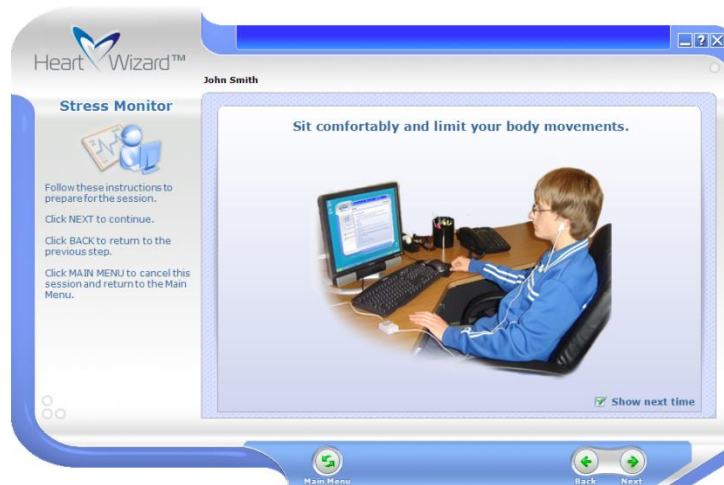 Heart Wizard™
John Smith
Stress Monitor
Follow these instructions to
prepare for the session.
Click NEXT to continue.
Click BACK to return to the
previous step.
Click MAIN MENU to cancel this
session and return to the Main
Menu.
Sit comfortably and limit your body movements.
Show next time
Main Menu
Back
Next